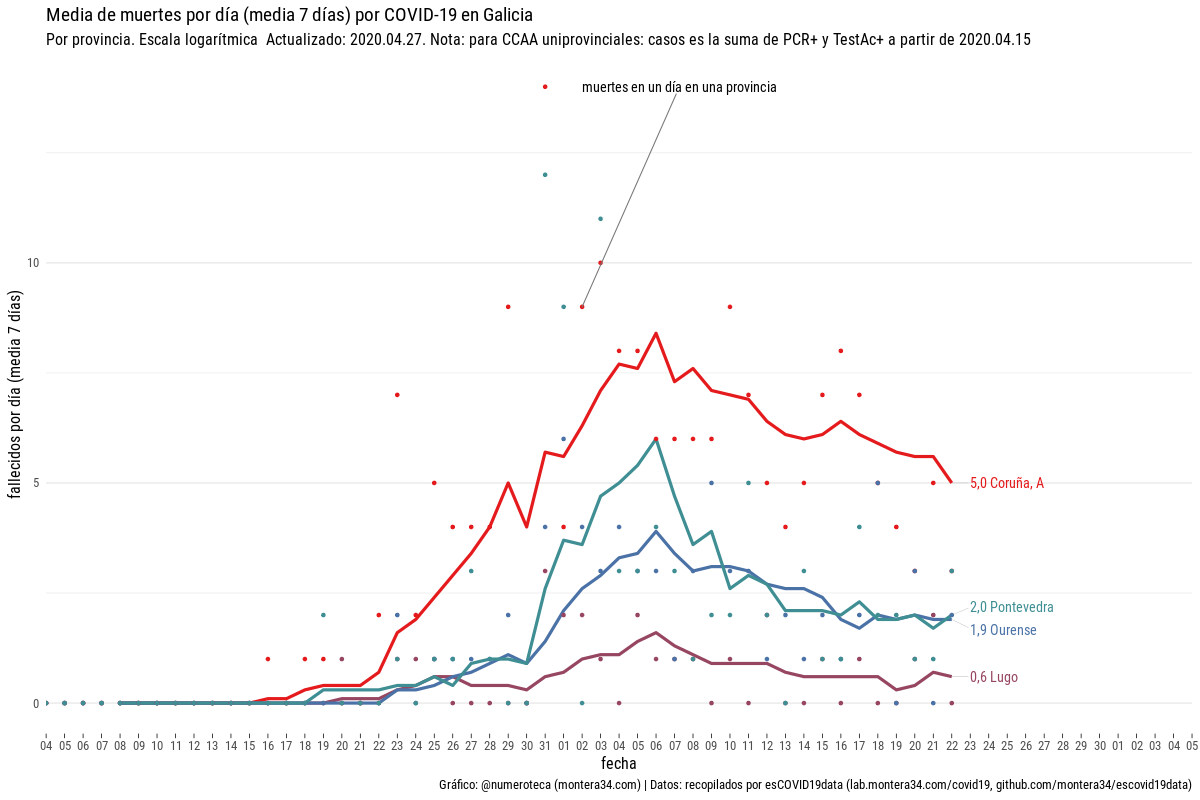 Media de muertes por día (media 7 días) por COVID-19 en Galicia
Por provincia. Escala logarítmica  Actualizado: 2020.04.27. Nota: para CCAA uniprovinciales: casos es la suma de PCR+ y TestAc+ a partir de 2020.04.15
muertes en un día en una provincia
fallecidos por día (media 7 días)
10
5
0
5,0 Coruña, A
2,0 Pontevedra
1,9 Ourense
0,6 Lugo
04 05 06 07 08 09 10 11 12 13 14 15 16 17 18 19 20 21 22 23 24 25 26 27 28 29 30 31 01 02 03 04 05 06 07 08 09 10 11 12 13 14 15 16 17 18 19 20 21 22 23 24 25 26 27 28 29 30 01 02 03 04 05
fecha
Gráfico: @numeroteca (montera34.com) | Datos: recopilados por esCOVID19data (lab.montera34.com/covid19, github.com/montera34/escovid19data)